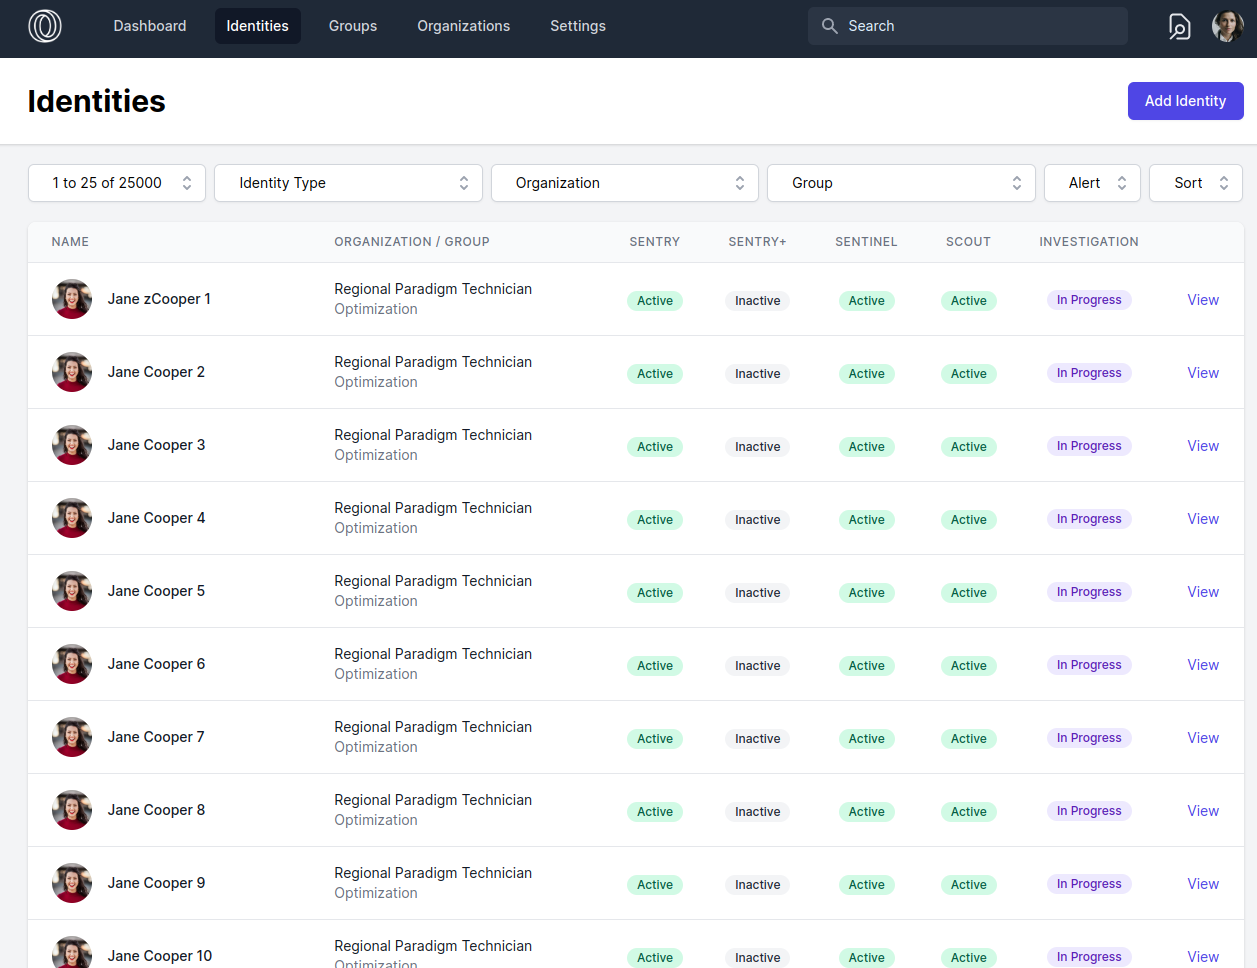 Dashboard Identities Groups Organizations Settings Search
Identities Add Identity
1 to 25 of 25000 Identity Type Organization Group Alert Sort
NAME ORGANIZATION / GROUP SENTRY SENTRY+ SENTINEL SCOUT INVESTIGATION
Jane zCooper 1 Regional Paradigm Technician Active Inactive Active Active In Progress View
Optimization
Jane Cooper 2 Regional Paradigm Technician Active Inactive Active Active In Progress View
Optimization
Jane Cooper 3 Regional Paradigm Technician Active Inactive Active Active In Progress View
Optimization
Jane Cooper 4 Regional Paradigm Technician Active Inactive Active Active In Progress View
Optimization
Jane Cooper 5 Regional Paradigm Technician Active Inactive Active Active In Progress View
Optimization
Jane Cooper 6 Regional Paradigm Technician Active Inactive Active Active In Progress View
Optimization
Jane Cooper 7 Regional Paradigm Technician Active Inactive Active Active In Progress View
Optimization
Jane Cooper 8 Regional Paradigm Technician Active Inactive Active Active In Progress View
Optimization
Jane Cooper 9 Regional Paradigm Technician Active Inactive Active Active In Progress View
Optimization
Jane Cooper 10 Regional Paradigm Technician Active Inactive Active Active In Progress View
Optimization